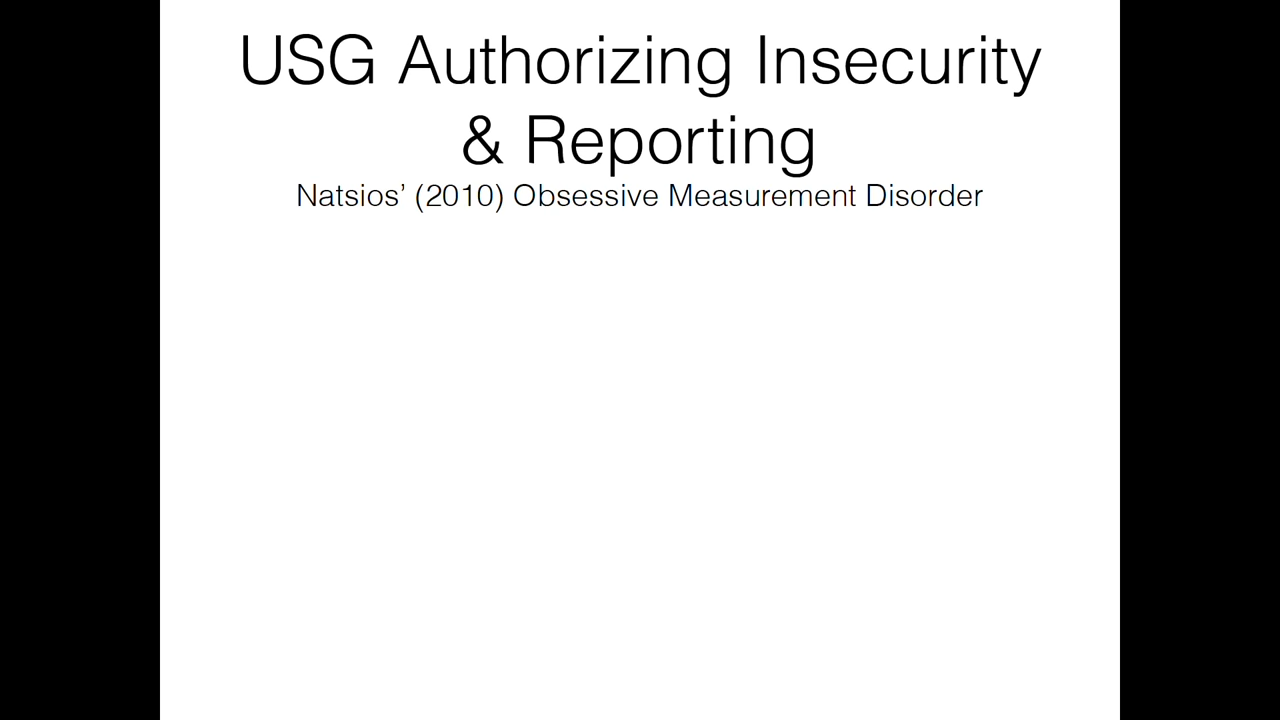 USG Authorizing Insecurity
& Reporting
Natsios’ (2010) Obsessive Measurement Disorder